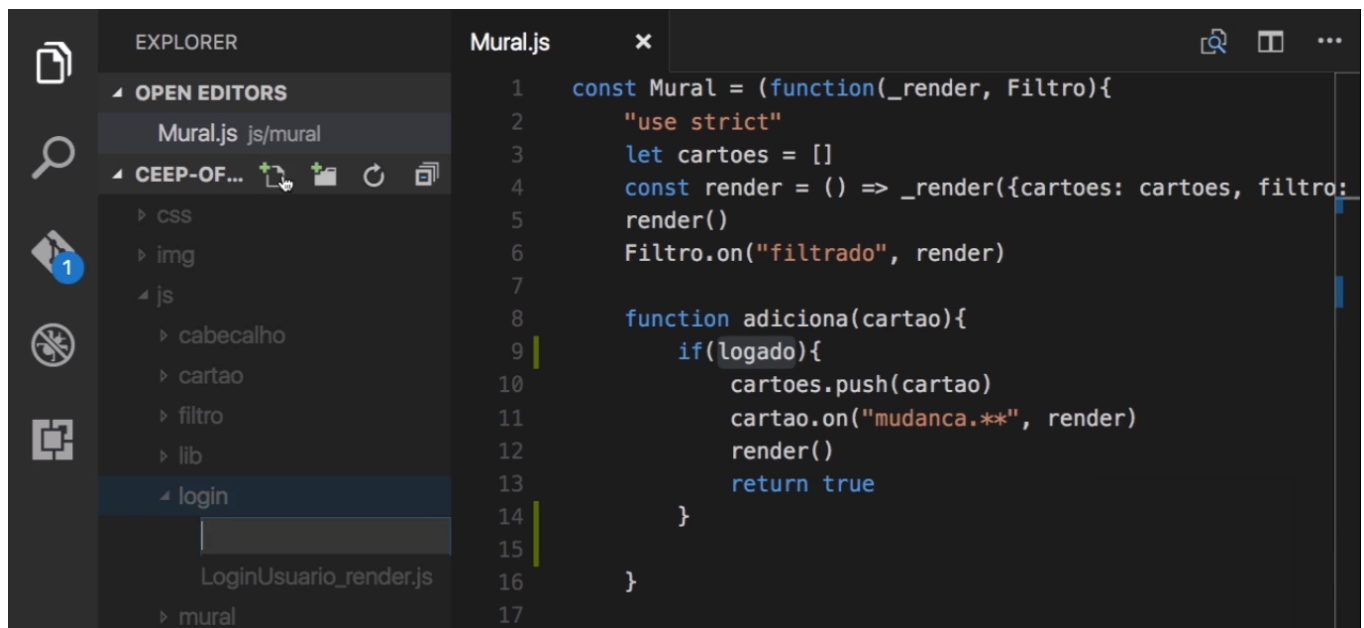 EXPLORER
OPEN EDITORS
Mural.js js/mural
CEEP-OF...
css
img
js
cabecalho
cartao
filtro
lib
login
LoginUsuario_render.js
mural
1
Mural.js
1 const Mural = (function(_render, Filtro){
2 "use strict"
3 let cartoes = []
4 const render = () => _render({cartoes: cartoes, filtro:
5 render()
6 Filtro.on("filtrado", render)
7
8 function adiciona(cartao){
9 if(logado){
10 cartoes.push(cartao)
11 cartao.on("mudanca.**", render)
12 render()
13 return true
14 }
15
16 }
17